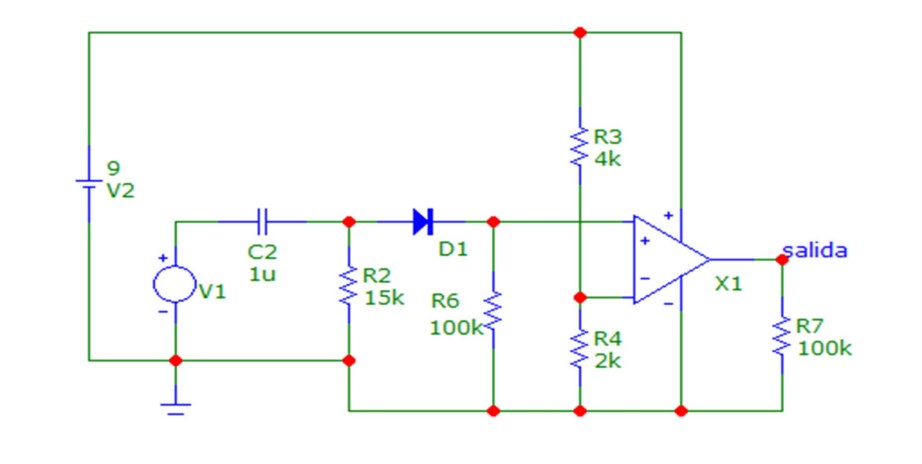 R3
4k
9
V2
+
salida
C2
1u
D1
+
+
V1
R2
15k
R6
100k
-
X1
-
-
R4
2k
R7
100k